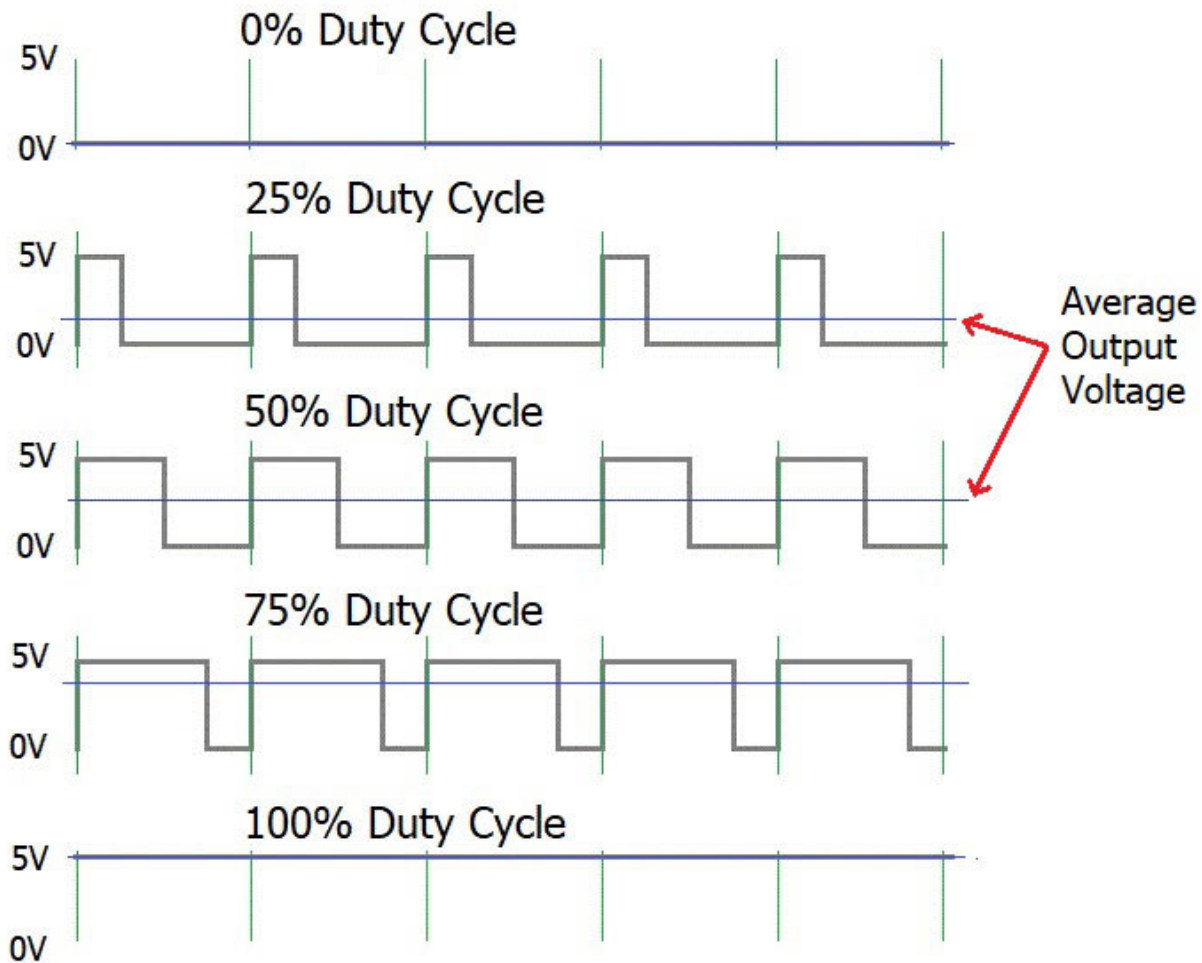 0% Duty Cycle
5V
0V
25% Duty Cycle
5V
0V
Average
Output
Voltage
50% Duty Cycle
5V
0V
75% Duty Cycle
5V
0V
100% Duty Cycle
5V
0V